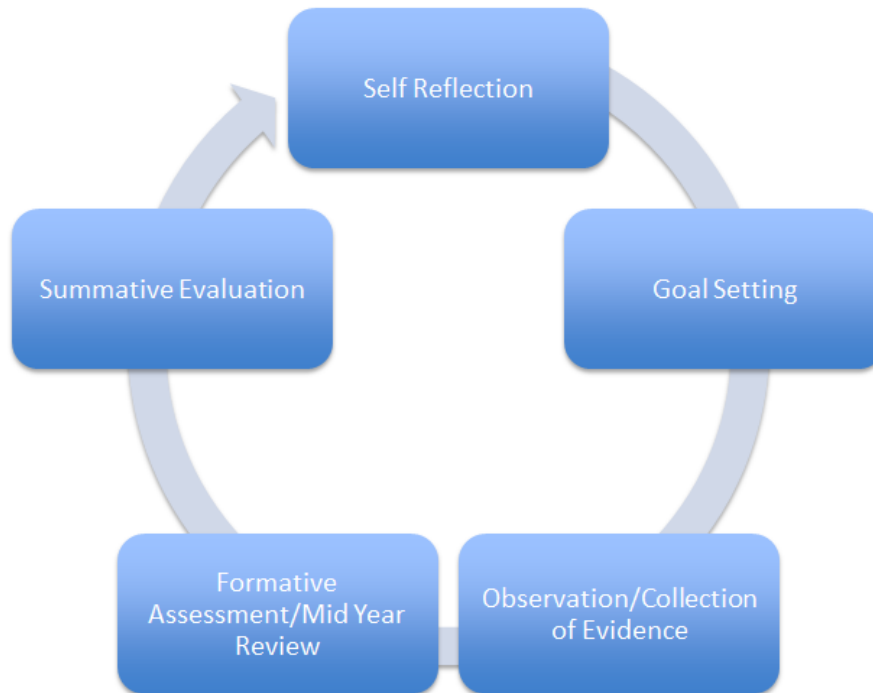 Self Reflection
Goal Setting
Observation/Collection
of Evidence
Formative
Assessment/Mid Year
Review
Summative Evaluation